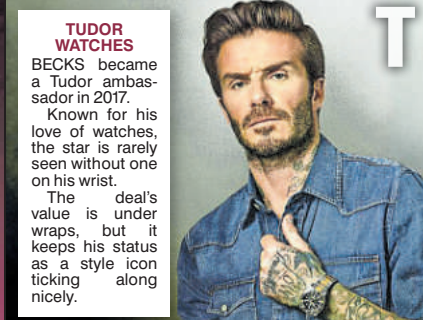 TUDOR
WATCHES
BECKS became
a Tudor ambas-
sador in 2017.
Known for his
love of watches,
the star is rarely
seen without one
on his wrist.
The deal's
value is under
wraps, but it
keeps his status
as a style icon
ticking along
nicely.
T